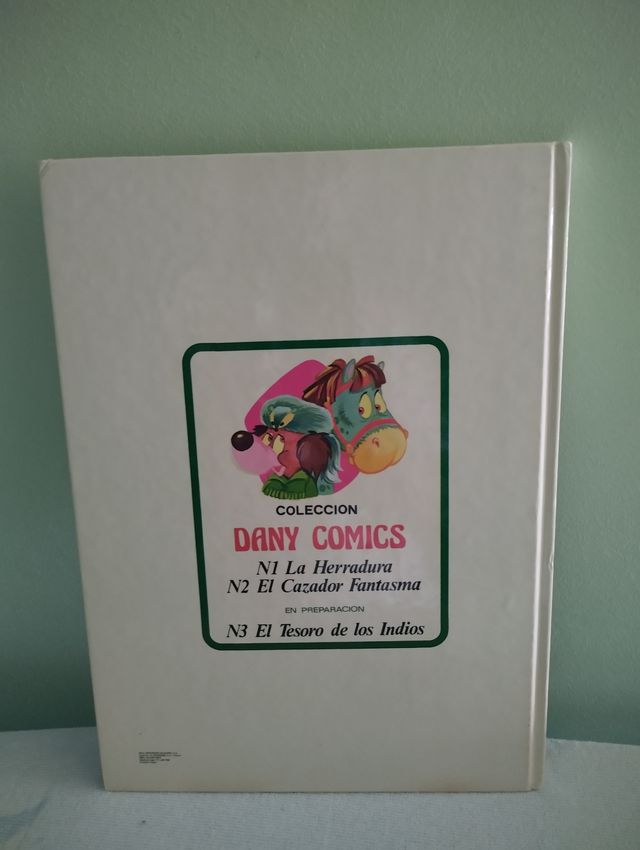 COLECCION
DANY COMICS
N1 La Herradura
N2 El Cazador Fantasma
EN PREPARACION
N3 El Tesoro de los Indios